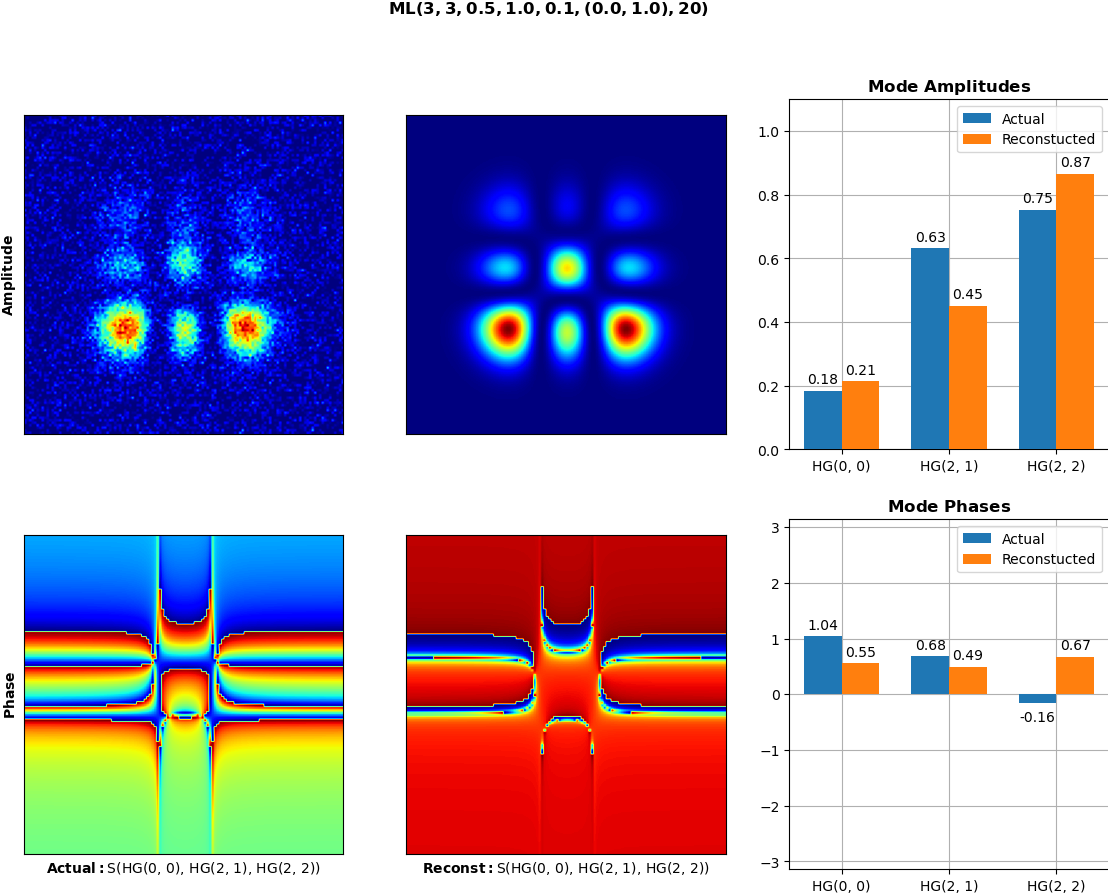 ML(3, 3, 0.5, 1.0, 0.1, (0.0, 1.0), 20)
Amplitude
Mode Amplitudes
Actual
Reconstucted
1.0
0.8
0.6
0.4
0.2
0.0
0.18
0.21
0.63
0.45
0.75
0.87
HG(0, 0)
HG(2, 1)
HG(2, 2)
Phase
Actual: S(HG(0, 0), HG(2, 1), HG(2, 2))
Reconst: S(HG(0, 0), HG(2, 1), HG(2, 2))
Mode Phases
Actual
Reconstucted
3
2
1
0
−1
−2
−3
1.04
0.55
0.68
0.49
-0.16
0.67
HG(0, 0)
HG(2, 1)
HG(2, 2)